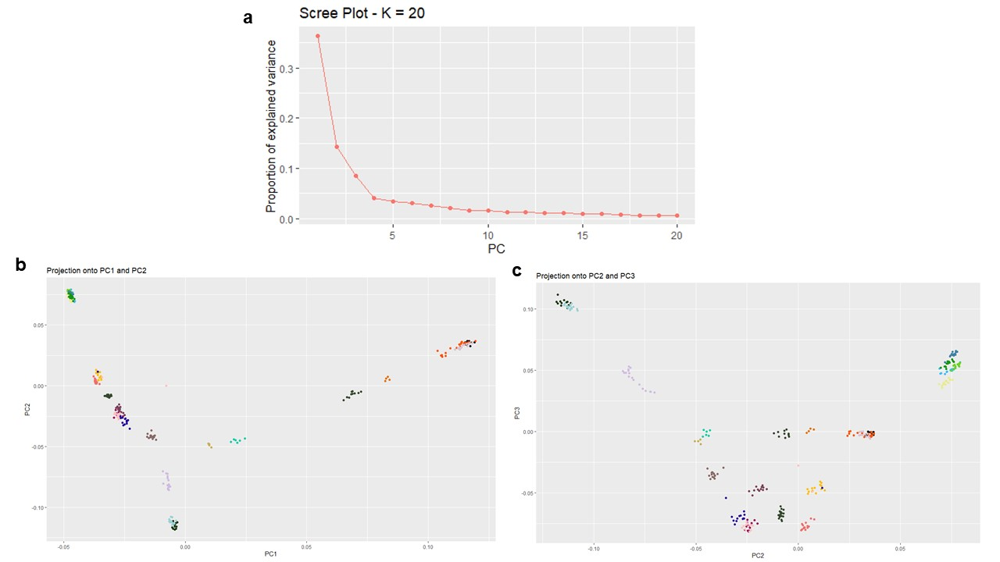 a
Scree Plot - K = 20
Proportion of explained variance
0.3
0.2
0.1
0.0
5
10
15
20
PC
b
Projection onto PC1 and PC2
PC2
0.05
0.00
-0.05
-0.10
-0.05
0.00
0.05
0.10
PC1
c
Projection onto PC2 and PC3
PC3
0.10
0.05
0.00
-0.05
-0.10
-0.05
0.00
0.05
PC2